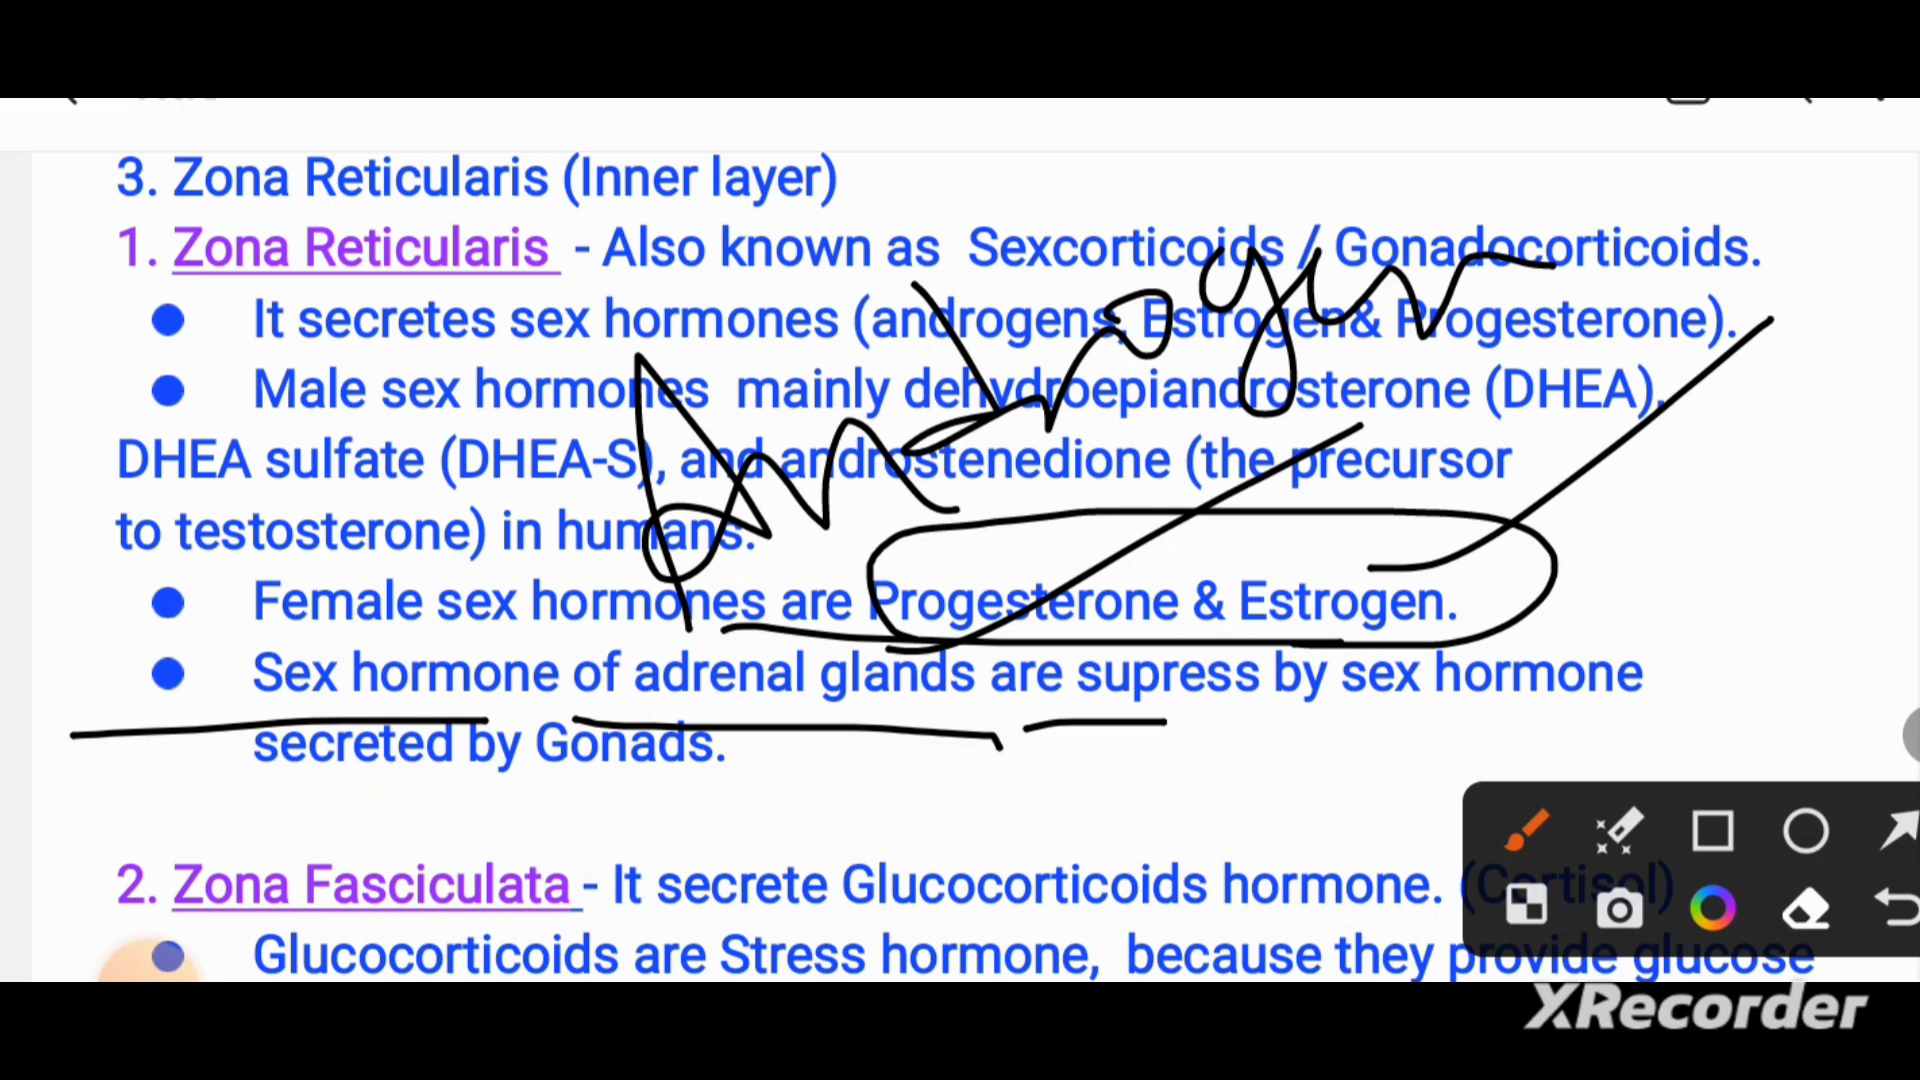 3. Zona Reticularis (Inner layer)
1. Zona Reticularis - Also known as Sexcorticoids / Gonadocorticoids.
It secretes sex hormones (androgens, Estrogen& Progesterone).
Male sex hormones mainly dehydroepiandrosterone (DHEA),
DHEA sulfate (DHEA-S), and androstenedione (the precursor
to testosterone) in humans.
Androgen
Female sex hormones are Progesterone & Estrogen.
Sex hormone of adrenal glands are supress by sex hormone
secreted by Gonads.
2. Zona Fasciculata - It secrete Glucocorticoids hormone. (Cortisol)
Glucocorticoids are Stress hormone, because they provide glucose
XRecorder